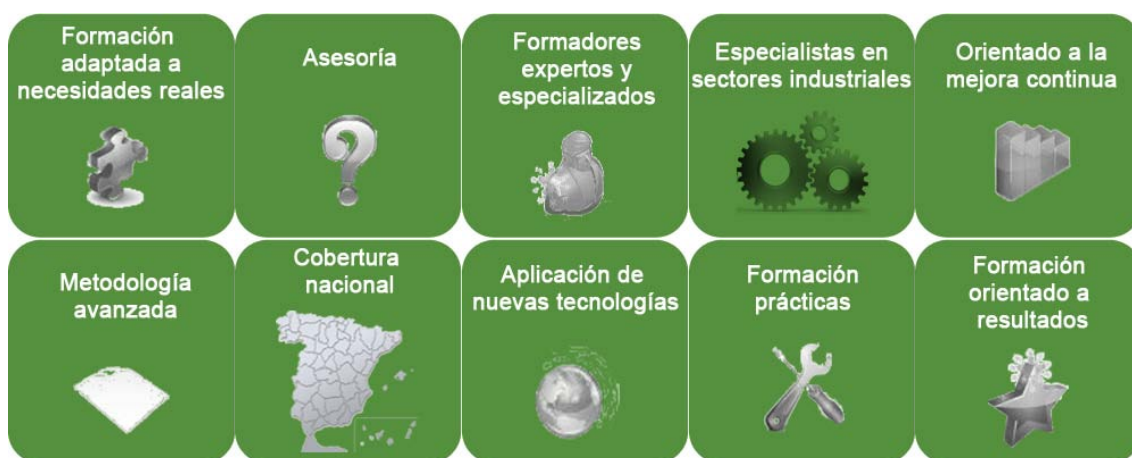 Formación
adaptada a
necesidades reales
Asesoría
Formadores
expertos y
especializados
Especialistas en
sectores industriales
Orientado a la
mejora continua
Metodología
avanzada
Cobertura
nacional
Aplicación de
nuevas tecnologías
Formación
prácticas
Formación
orientado a
resultados